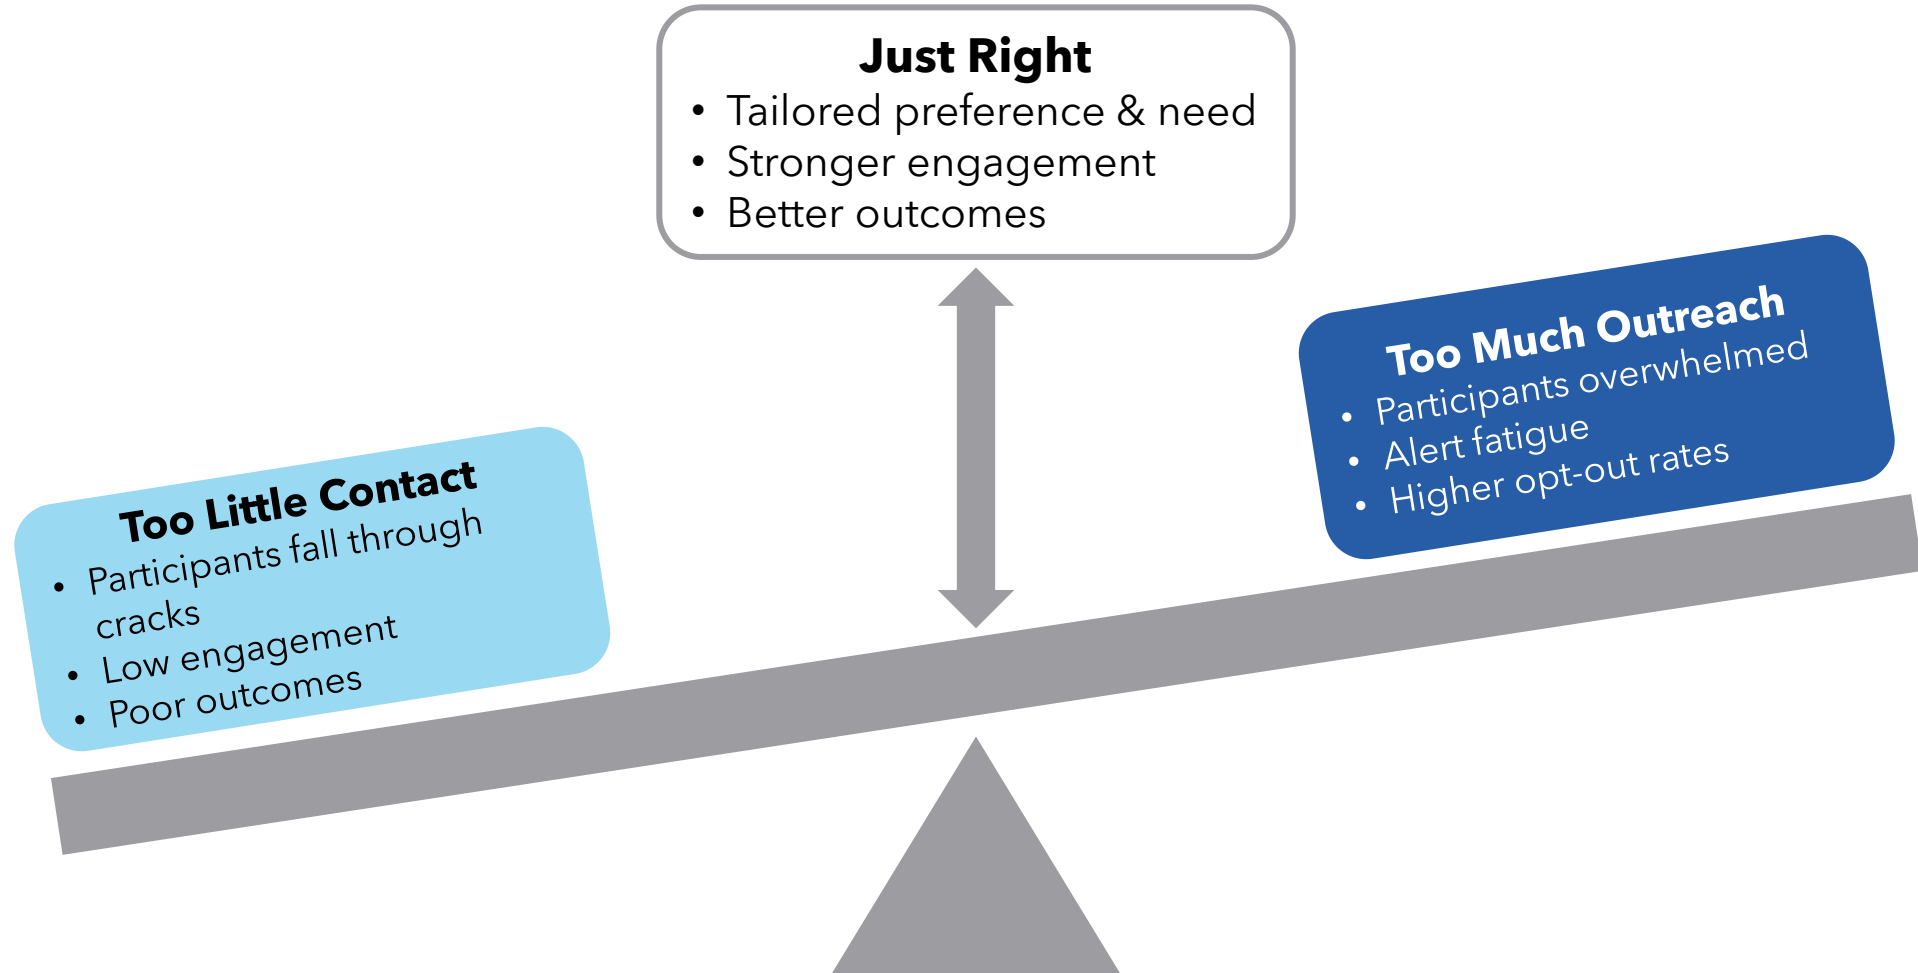 Just Right
• Tailored preference & need
• Stronger engagement
• Better outcomes
Too Little Contact
• Participants fall through
cracks
• Low engagement
• Poor outcomes
Too Much Outreach
• Participants overwhelmed
• Alert fatigue
• Higher opt-out rates